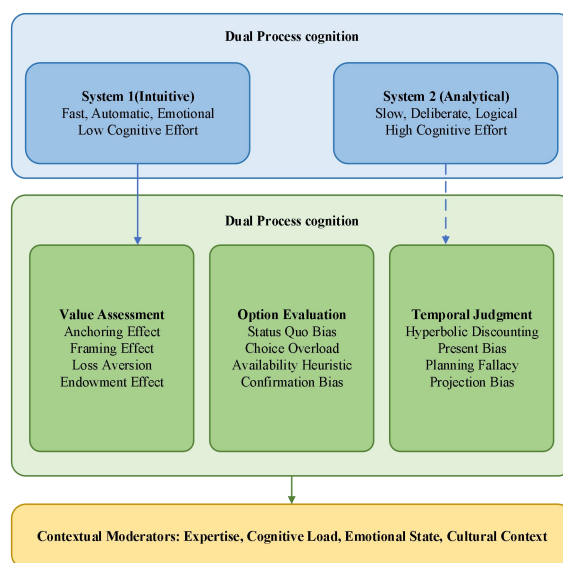 Dual Process cognition
System 1(Intuitive)
Fast, Automatic, Emotional
Low Cognitive Effort
System 2 (Analytical)
Slow, Deliberate, Logical
High Cognitive Effort
Dual Process cognition
Value Assessment
Anchoring Effect
Framing Effect
Loss Aversion
Endowment Effect
Option Evaluation
Status Quo Bias
Choice Overload
Availability Heuristic
Confirmation Bias
Temporal Judgment
Hyperbolic Discounting
Present Bias
Planning Fallacy
Projection Bias
Contextual Moderators: Expertise, Cognitive Load, Emotional State, Cultural Context